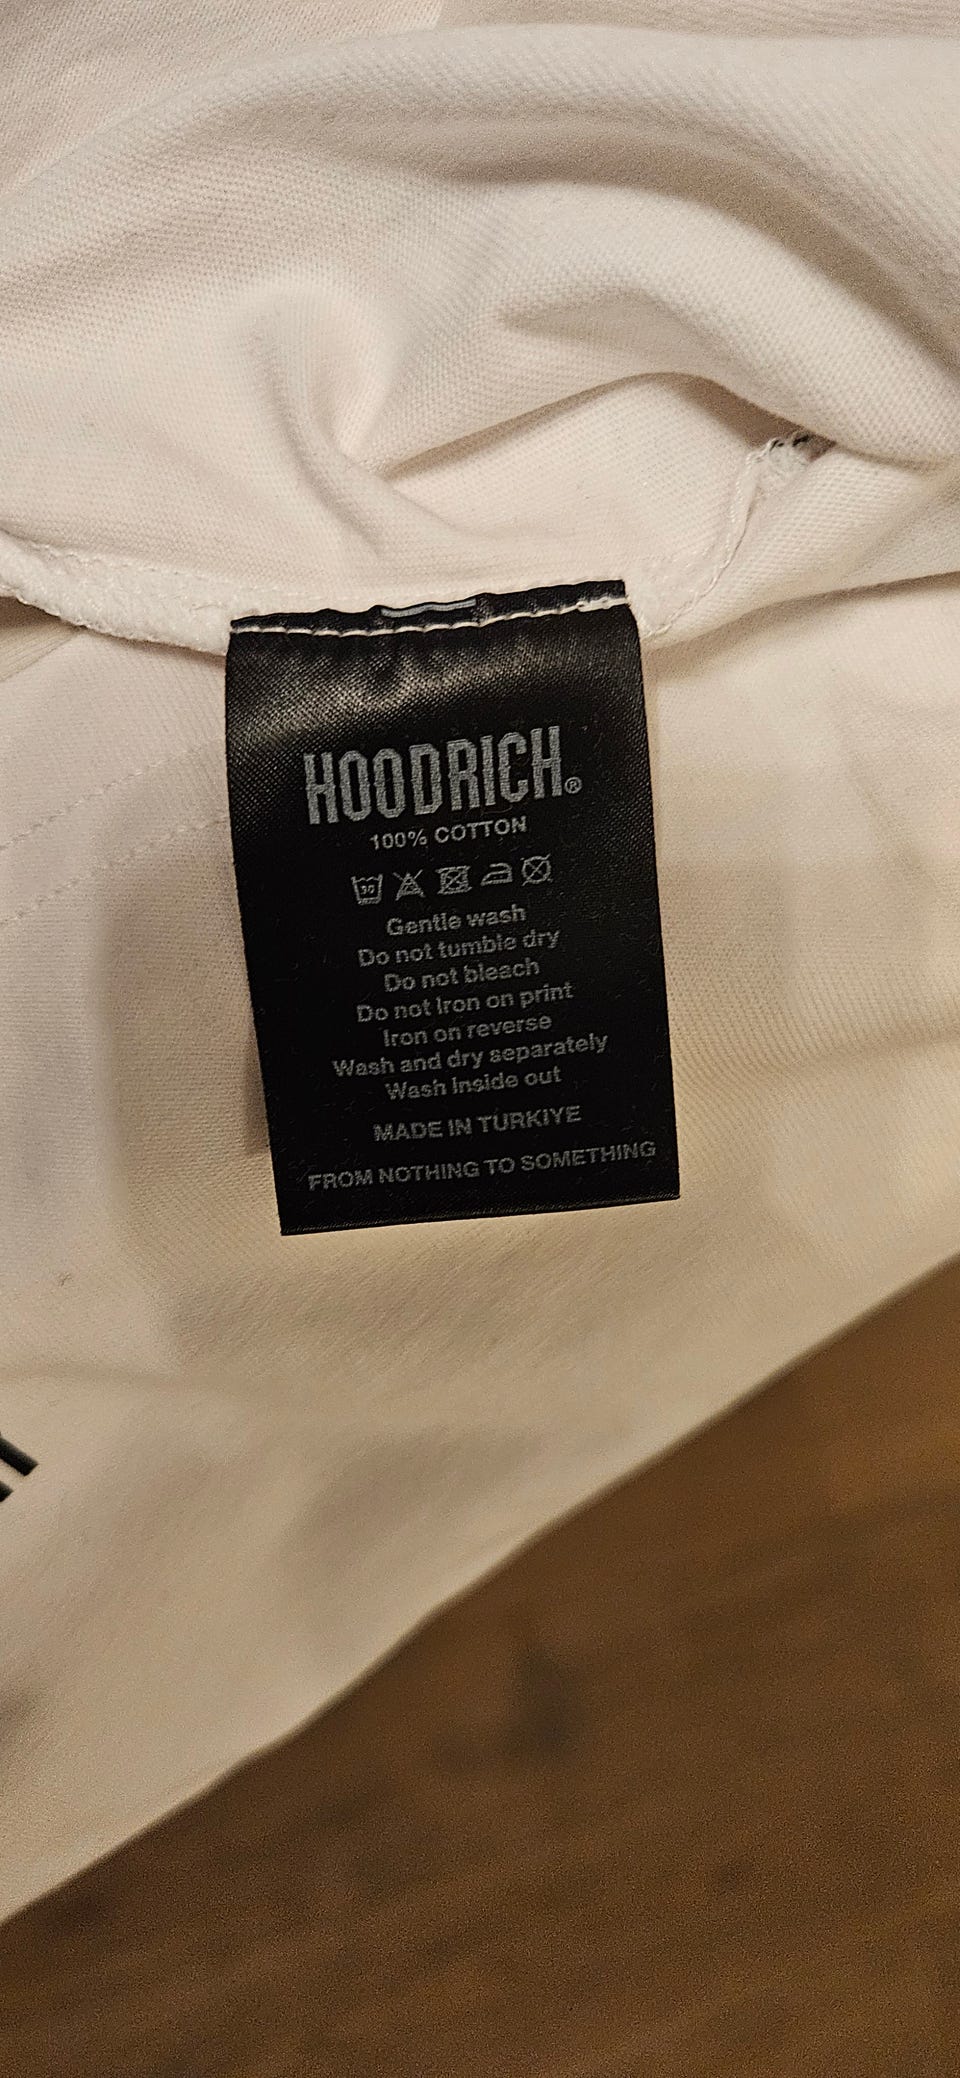 HOODRICH®
100% COTTON
30
Gentle wash
Do not tumble dry
Do not bleach
Do not Iron on print
Iron on reverse
Wash and dry separately
Wash Inside out
MADE IN TURKIYE
FROM NOTHING TO SOMETHING